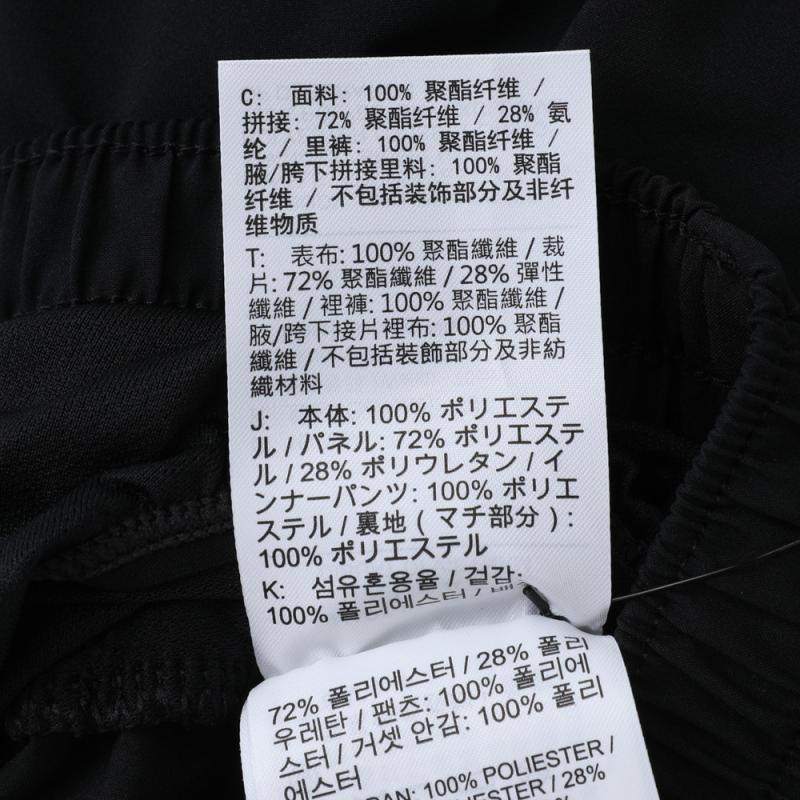 C: 面料: 100% 聚酯纤维 /
拼接: 72% 聚酯纤维 / 28% 氨
纶 / 里裤: 100% 聚酯纤维 /
腋/胯下拼接里料: 100% 聚酯
纤维 / 不包括装饰部分及非纤
维物质
T: 表布: 100% 聚酯纖維 / 裁
片: 72% 聚酯纖維 / 28% 彈性
纖維 / 裡褲: 100% 聚酯纖維 /
腋/跨下接片裡布: 100% 聚酯
纖維 / 不包括裝飾部分及非紡
織材料
J: 本体: 100% ポリエステ
ル / パネル: 72% ポリエステ
ル / 28% ポリウレタン / イ
ンナーパンツ: 100% ポリエ
ステル / 裏地 ( マチ部分 ) :
100% ポリエステル
K: 섬유혼용율 / 겉감:
100% 폴리에스터 /
72% 폴리에스터 / 28% 폴리
우레탄 / 팬츠: 100% 폴리에
스터 / 거셋 안감: 100% 폴리
에스터
100% POLIESTER /
/ 28%